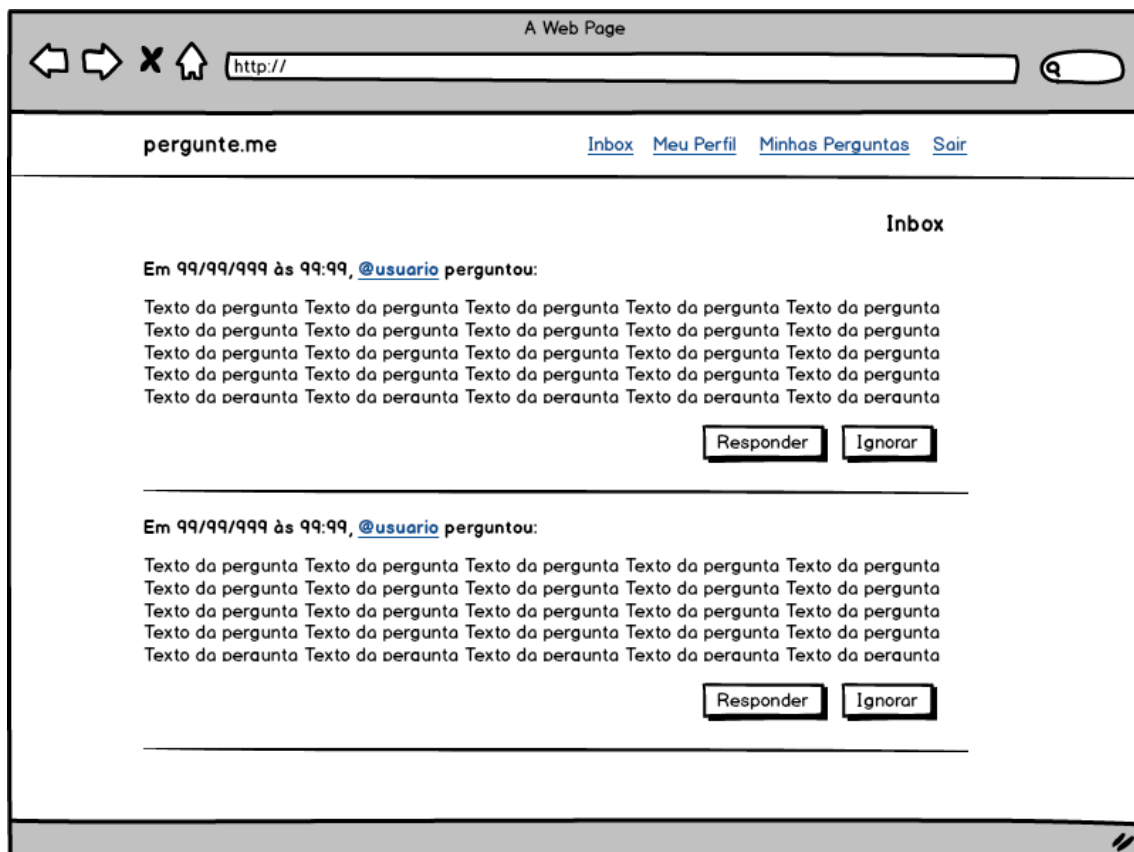 A Web Page
http://
pergunte.me Inbox Meu Perfil Minhas Perguntas Sair
Inbox
Em 99/99/999 às 99:99, @usuario perguntou:
Texto da pergunta Texto da pergunta Texto da pergunta Texto da pergunta Texto da pergunta
Texto da pergunta Texto da pergunta Texto da pergunta Texto da pergunta Texto da pergunta
Texto da pergunta Texto da pergunta Texto da pergunta Texto da pergunta Texto da pergunta
Texto da pergunta Texto da pergunta Texto da pergunta Texto da pergunta Texto da pergunta
Texto da pergunta Texto da pergunta Texto da pergunta Texto da pergunta Texto da pergunta
Responder Ignorar
Em 99/99/999 às 99:99, @usuario perguntou:
Texto da pergunta Texto da pergunta Texto da pergunta Texto da pergunta Texto da pergunta
Texto da pergunta Texto da pergunta Texto da pergunta Texto da pergunta Texto da pergunta
Texto da pergunta Texto da pergunta Texto da pergunta Texto da pergunta Texto da pergunta
Texto da pergunta Texto da pergunta Texto da pergunta Texto da pergunta Texto da pergunta
Texto da pergunta Texto da pergunta Texto da pergunta Texto da pergunta Texto da pergunta
Responder Ignorar